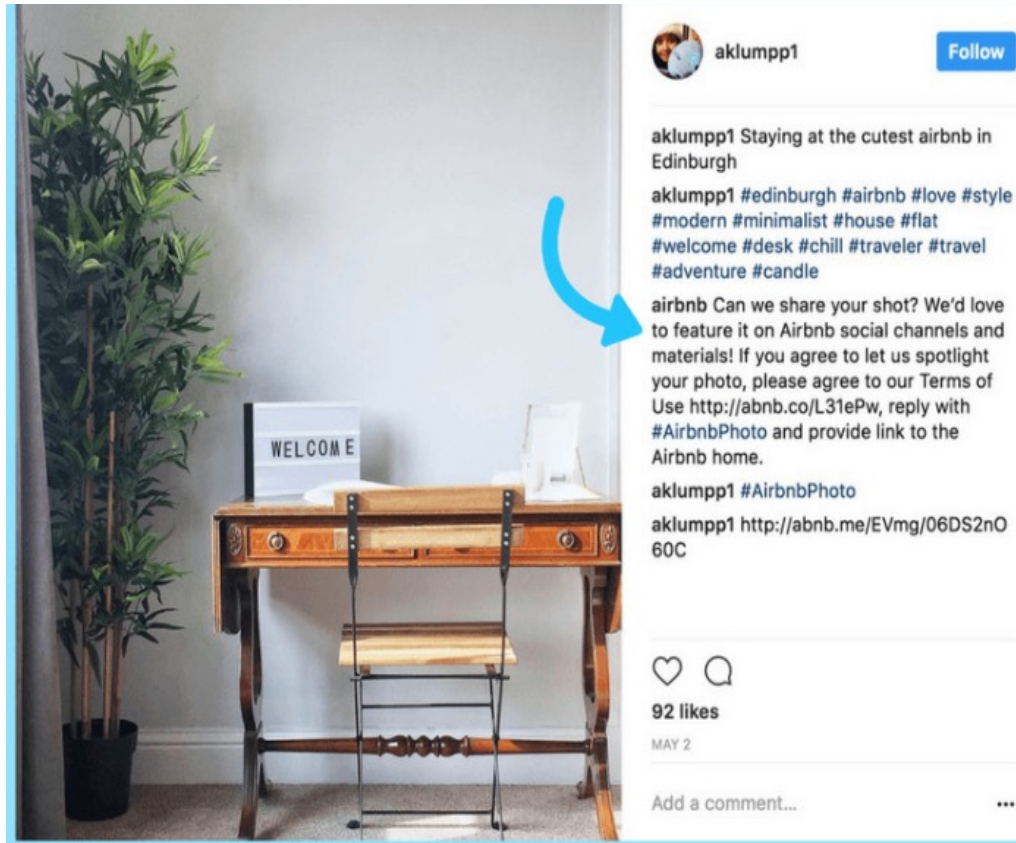 WELCOME
aklumpp1
Follow
aklumpp1 Staying at the cutest airbnb in
Edinburgh
aklumpp1 #edinburgh #airbnb #love #style
#modern #minimalist #house #flat
#welcome #desk #chill #traveler #travel
#adventure #candle
airbnb Can we share your shot? We'd love
to feature it on Airbnb social channels and
materials! If you agree to let us spotlight
your photo, please agree to our Terms of
Use http://abnb.co/L31ePw, reply with
#AirbnbPhoto and provide link to the
Airbnb home.
aklumpp1 #AirbnbPhoto
aklumpp1 http://abnb.me/EVmg/06DS2nO
60C
92 likes
MAY 2
Add a comment...